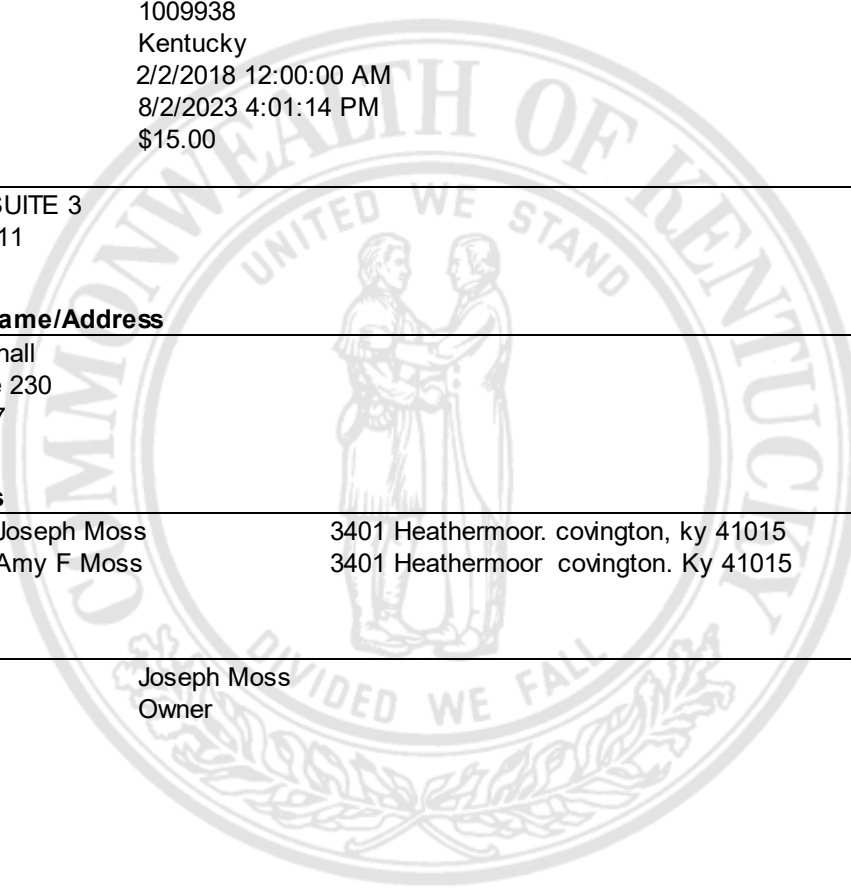 1009938
Kentucky
2/2/2018 12:00:00 AM
8/2/2023 4:01:14 PM
$15.00
SUITE 3
11
ame/Address
hall
e 230
7
s
Joseph Moss 3401 Heathermoor. covington, ky 41015
Amy F Moss 3401 Heathermoor covington. Ky 41015
Joseph Moss
Owner
COMMONWEALTH OF KENTUCKY
UNITED WE STAND
DIVIDED WE FALL